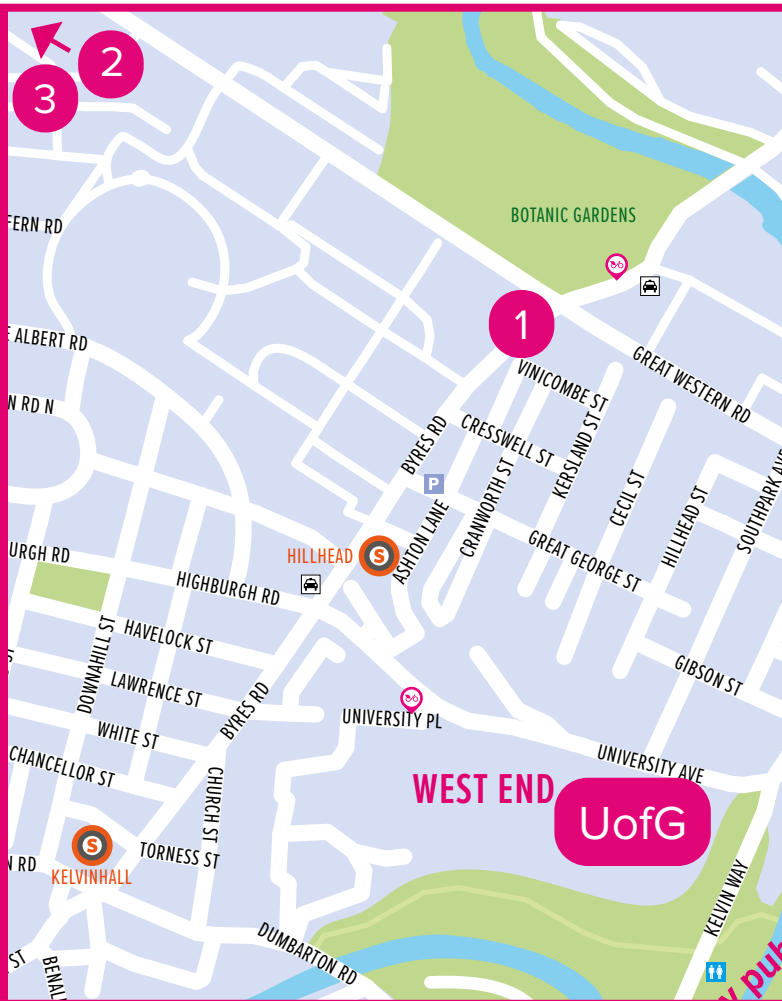 2
3
BOTANIC GARDENS
FERN RD
1
ALBERT RD
GREAT WESTERN RD
VINICOMBE ST
N RD N
BYRES RD
CRESSWELL ST
KERSLAND ST
P
CECIL ST
HILLHEAD ST
SOUTHPARK AVE
CRANWORTH ST
ASHTON LANE
HILLHEAD
S
GREAT GEORGE ST
URGH RD
HIGHBURGH RD
HAVELOCK ST
DOWNAHILL ST
GIBSON ST
LAWRENCE ST
BYRES RD
UNIVERSITY PL
WHITE ST
UNIVERSITY AVE
CHANCELLOR ST
CHURCH ST
WEST END
UofG
S
TORNESS ST
N RD
KELVINHALL
KELVIN WAY
DUMBARTON RD
ST
BENAL
y pub